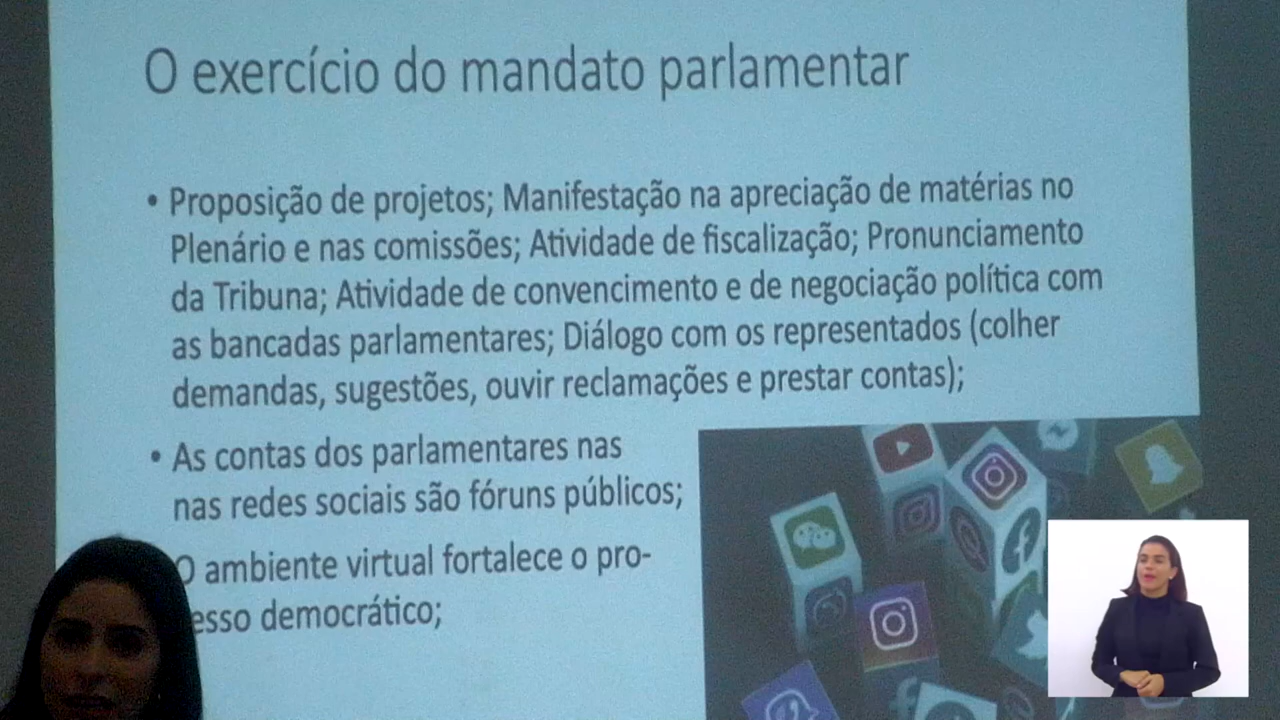 O exercício do mandato parlamentar
• Proposição de projetos; Manifestação na apreciação de matérias no
Plenário e nas comissões; Atividade de fiscalização; Pronunciamento
da Tribuna; Atividade de convencimento e de negociação política com
as bancadas parlamentares; Diálogo com os representados (colher
demandas, sugestões, ouvir reclamações e prestar contas);
• As contas dos parlamentares nas
nas redes sociais são fóruns públicos;
O ambiente virtual fortalece o pro-
esso democrático;